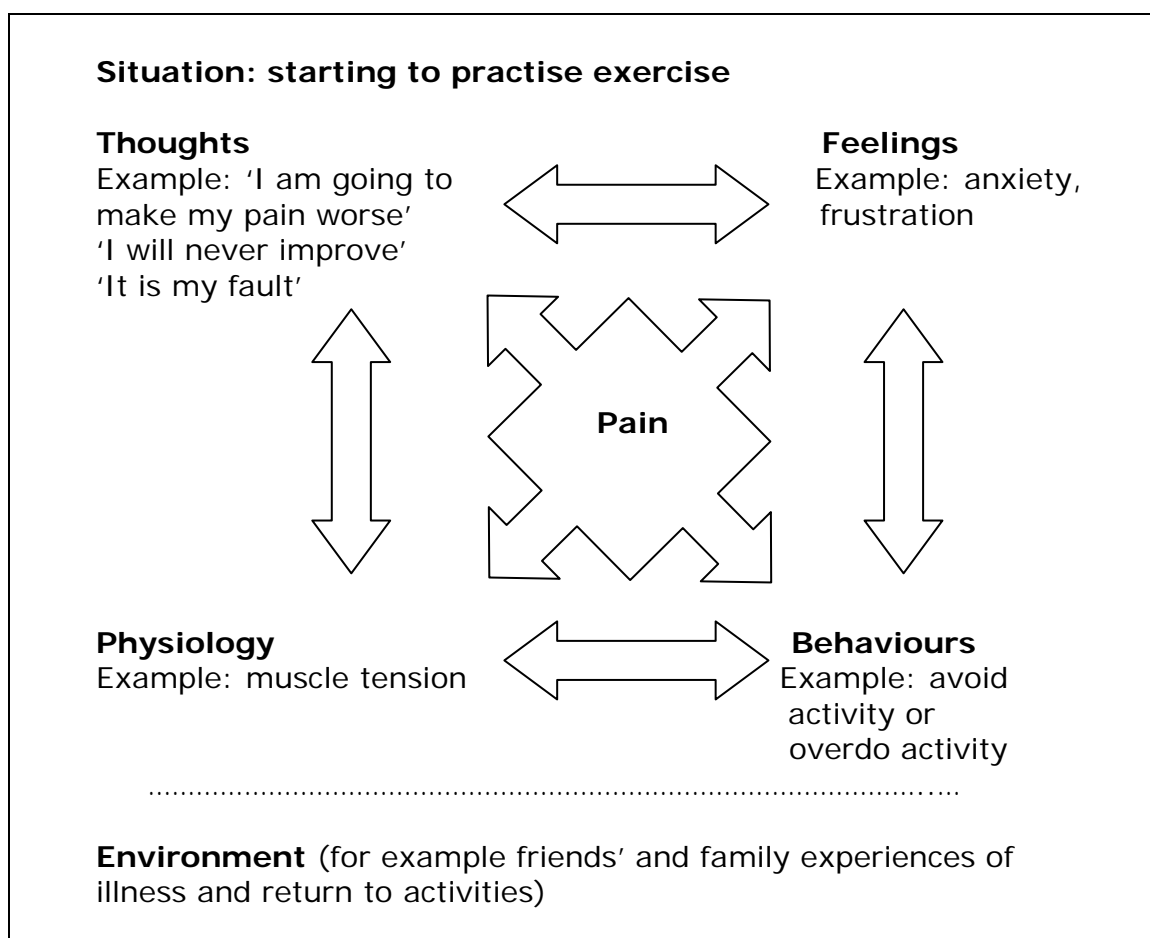 Situation: starting to practise exercise
Thoughts
Example: ‘I am going to
make my pain worse’
‘I will never improve’
‘It is my fault’
Feelings
Example: anxiety,
frustration
Pain
Physiology
Example: muscle tension
Behaviours
Example: avoid
activity or
overdo activity
Environment (for example friends’ and family experiences of
illness and return to activities)